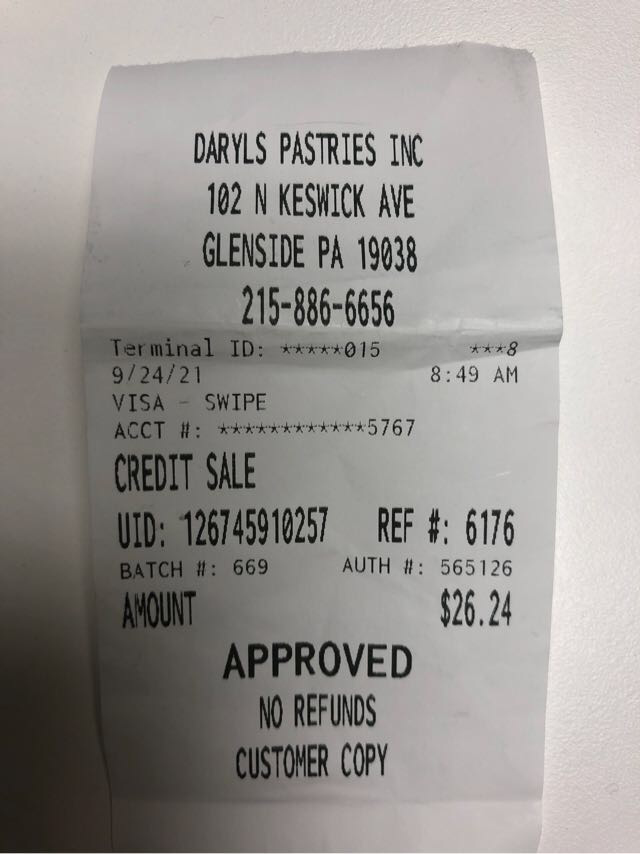 DARYLS PASTRIES INC
102 N KESWICK AVE
GLENSIDE PA 19038
215-886-6656
Terminal ID: *****015 ***8
9/24/21 8:49 AM
VISA - SWIPE
ACCT #: ************5767
CREDIT SALE
UID: 126745910257 REF #: 6176
BATCH #: 669 AUTH #: 565126
AMOUNT $26.24
APPROVED
NO REFUNDS
CUSTOMER COPY